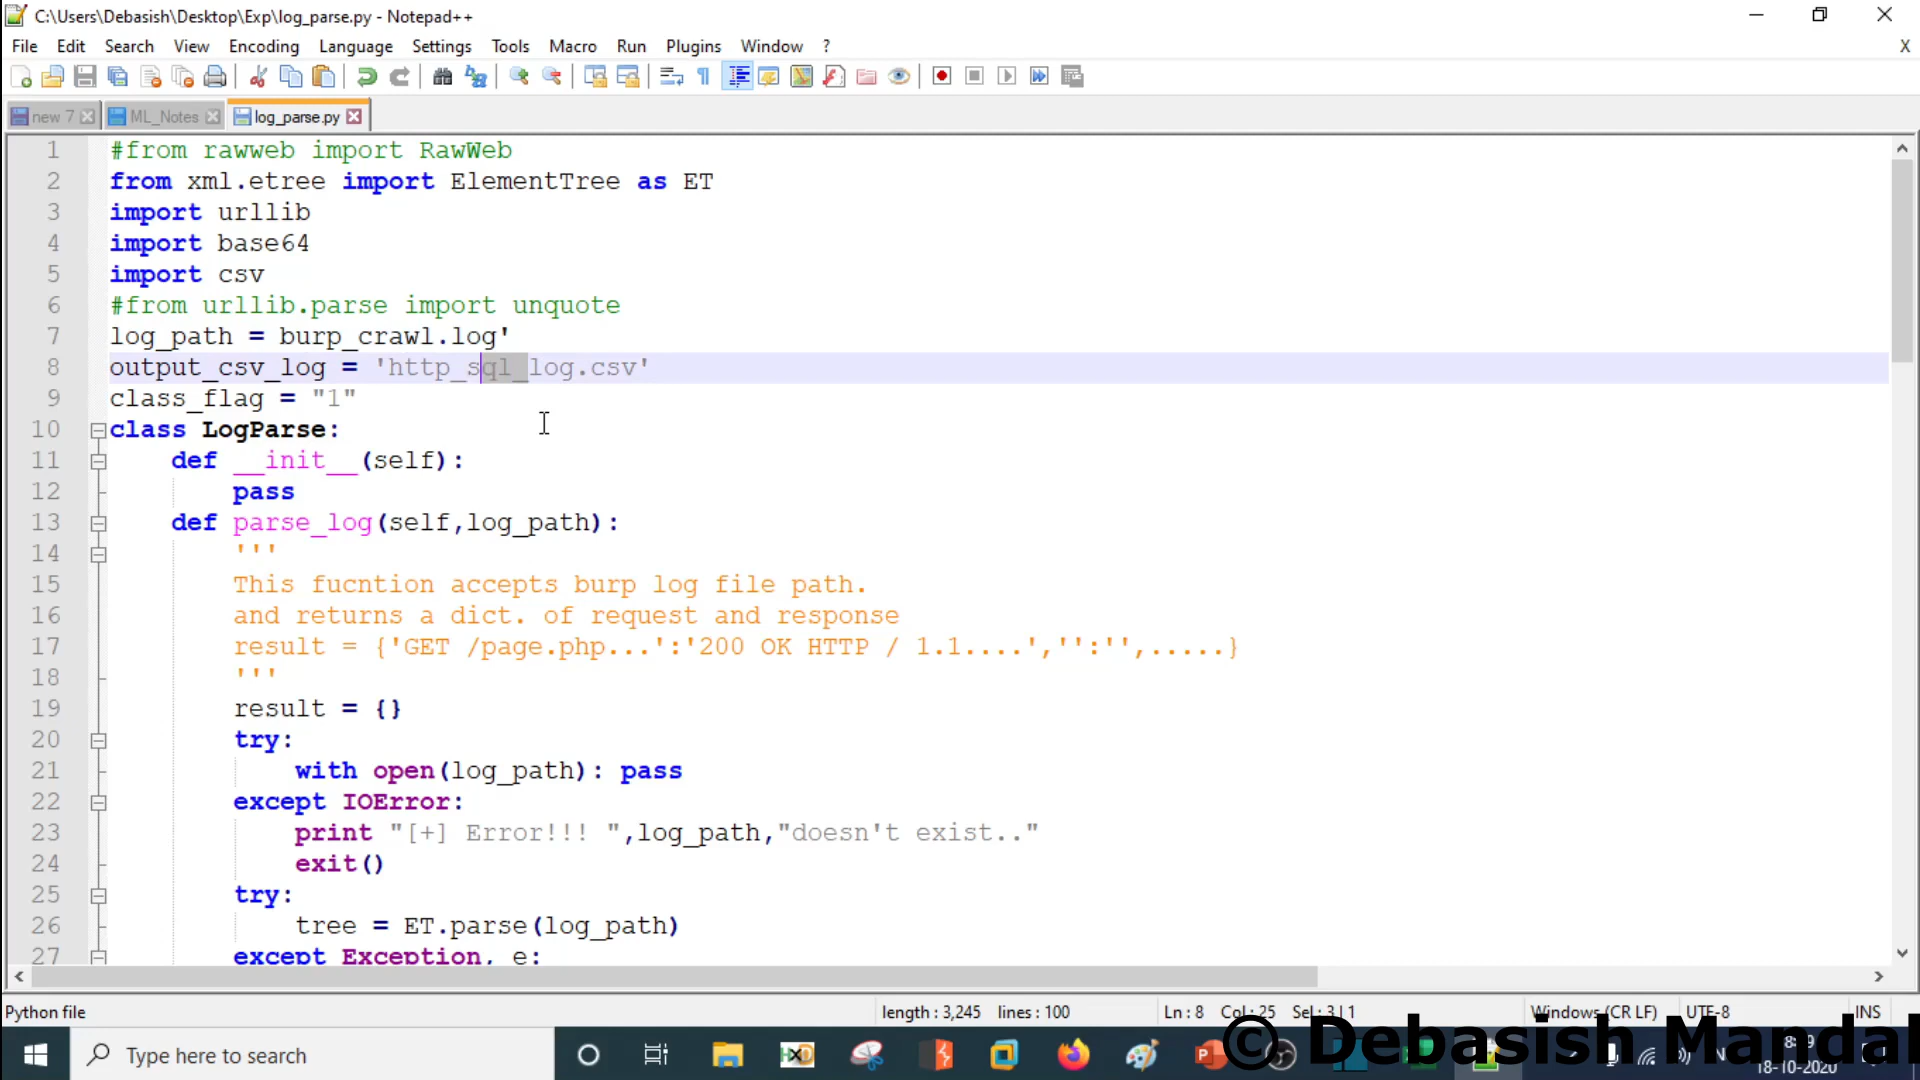 C:\Users\Debasish\Desktop\Exp\log_parse.py - Notepad++
File Edit Search View Encoding Language Settings Tools Macro Run Plugins Window ? X
new 7 ML_Notes log_parse.py
1 #from rawweb import RawWeb
2 from xml.etree import ElementTree as ET
3 import urllib
4 import base64
5 import csv
6 #from urllib.parse import unquote
7 log_path = burp_crawl.log'
8 output_csv_log = 'http_sql_log.csv'
9 class_flag = "1"
10 class LogParse:
11 def __init__(self):
12 pass
13 def parse_log(self,log_path):
14 '''
15 This fucntion accepts burp log file path.
16 and returns a dict. of request and response
17 result = {'GET /page.php...':'200 OK HTTP / 1.1....','':'',.....}
18 '''
19 result = {}
20 try:
21 with open(log_path): pass
22 except IOError:
23 print "[+] Error!!! ",log_path,"doesn't exist.."
24 exit()
25 try:
26 tree = ET.parse(log_path)
27 except Exception, e:
Python file length : 3,245 lines : 100 Ln : 8 Col : 25 Sel : 3 | 1 Windows (CR LF) UTF-8 INS
Type here to search
© Debasish Mandal
18-10-2020